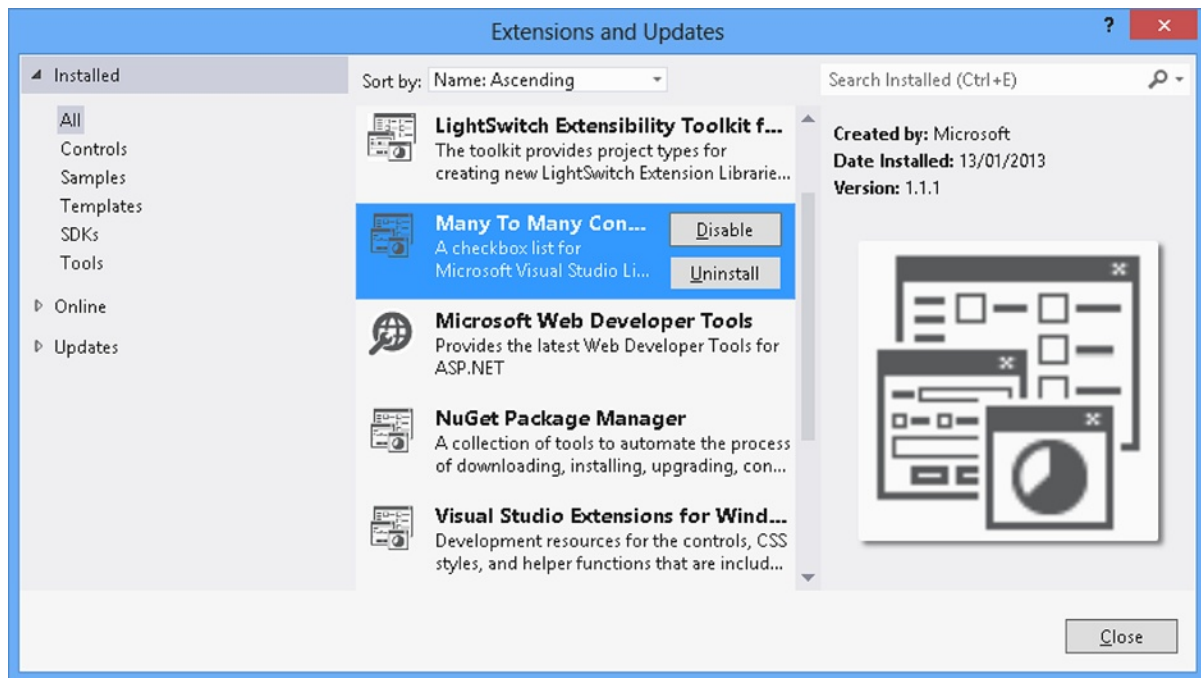 Extensions and Updates
?
Installed
All
Controls
Samples
Templates
SDKs
Tools
Online
Updates
Sort by: Name: Ascending
LightSwitch Extensibility Toolkit f...
The toolkit provides project types for
creating new LightSwitch Extension Librarie...
Many To Many Con...
A checkbox list for
Microsoft Visual Studio Li...
Disable
Uninstall
Microsoft Web Developer Tools
Provides the latest Web Developer Tools for
ASP.NET
NuGet Package Manager
A collection of tools to automate the process
of downloading, installing, upgrading, con...
Visual Studio Extensions for Wind...
Development resources for the controls, CSS
styles, and helper functions that are includ...
Search Installed (Ctrl+E)
Created by: Microsoft
Date Installed: 13/01/2013
Version: 1.1.1
Close